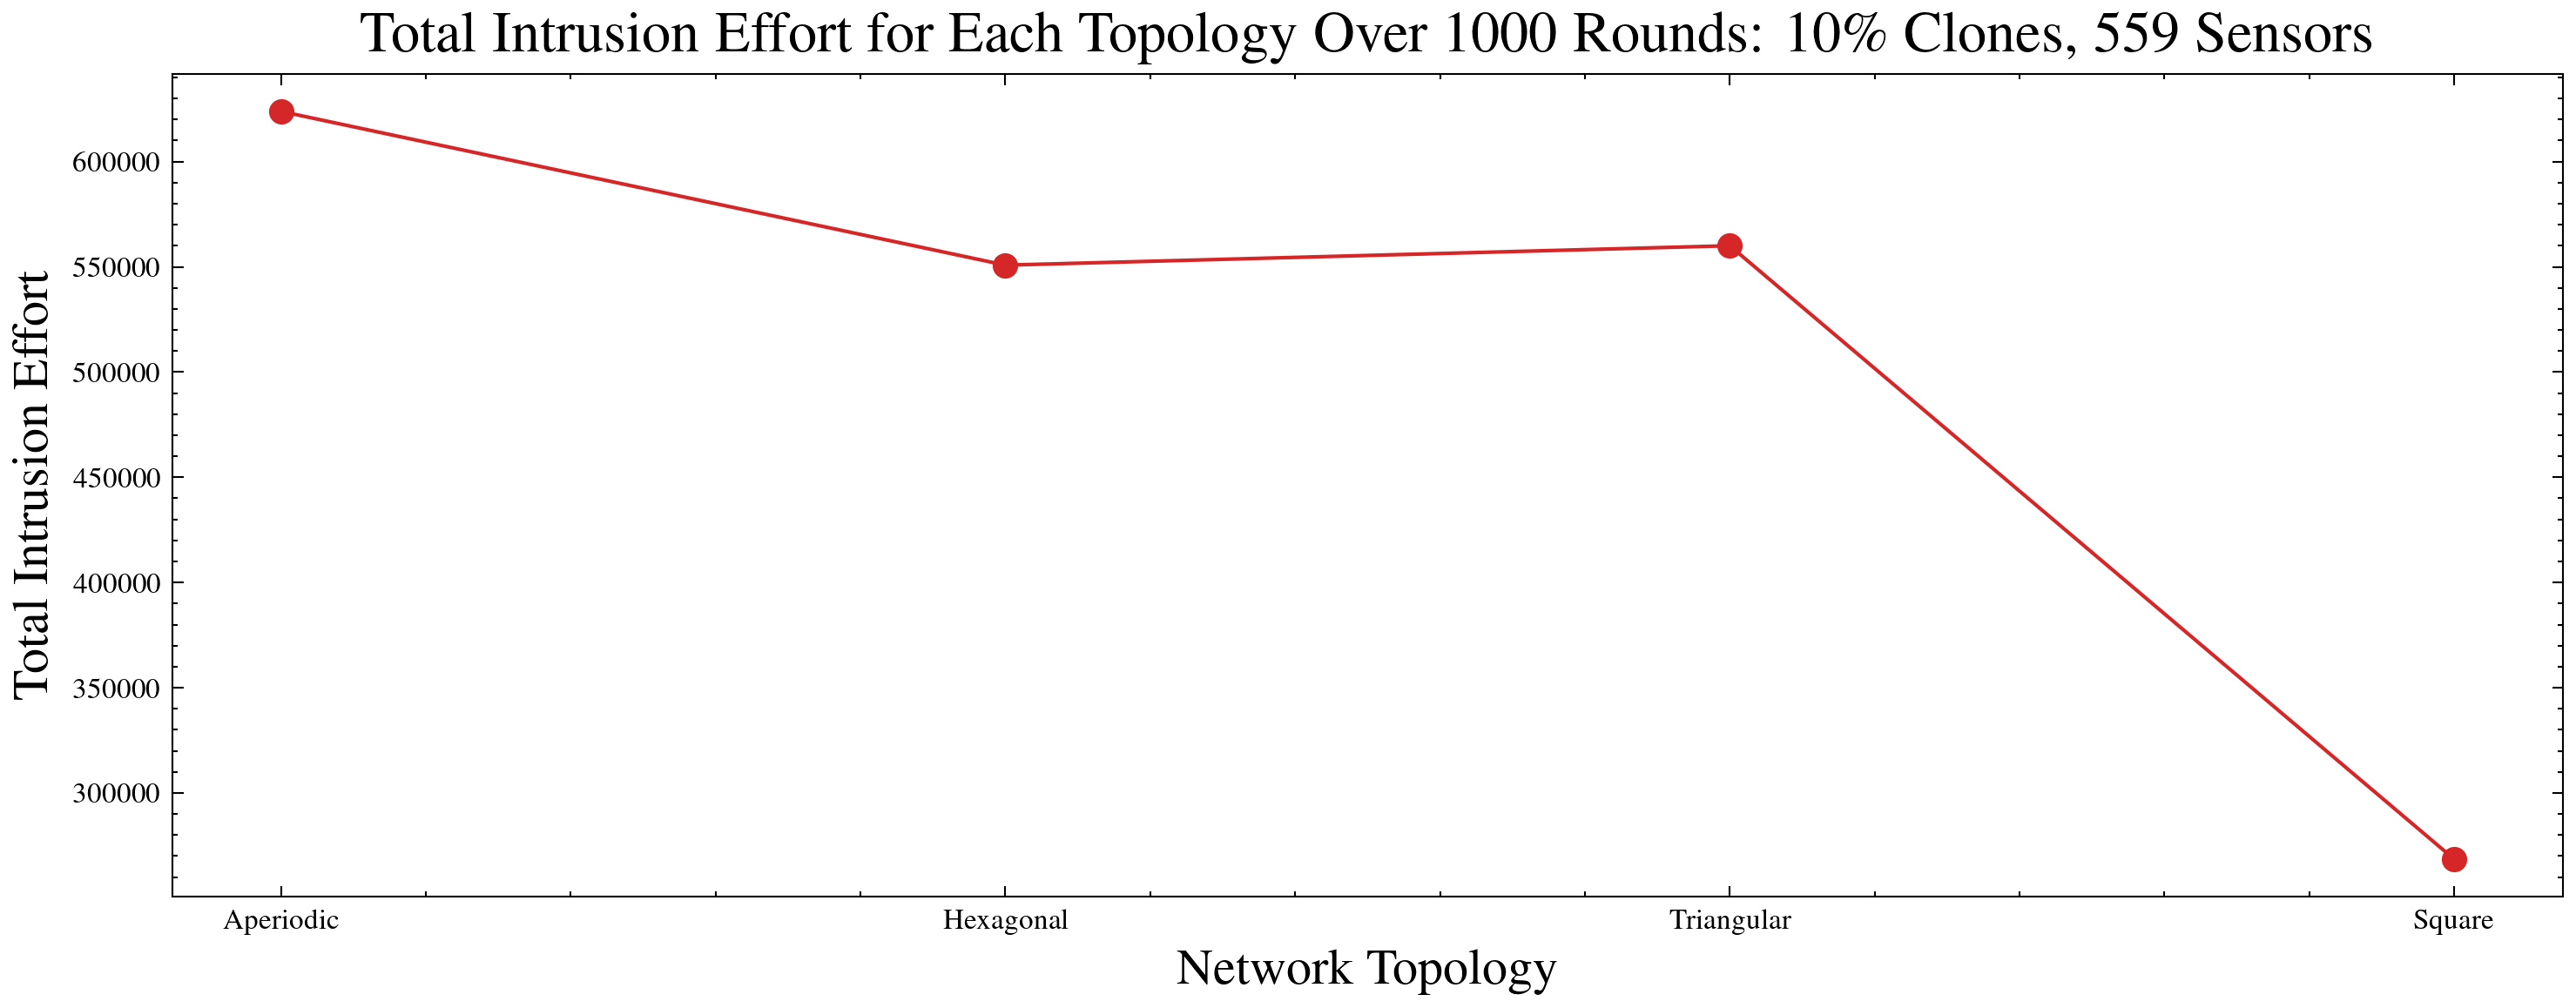 Total Intrusion Effort for Each Topology Over 1000 Rounds: 10% Clones, 559 Sensors
Total Intrusion Effort
600000
550000
500000
450000
400000
350000
300000
Aperiodic
Hexagonal
Triangular
Square
Network Topology